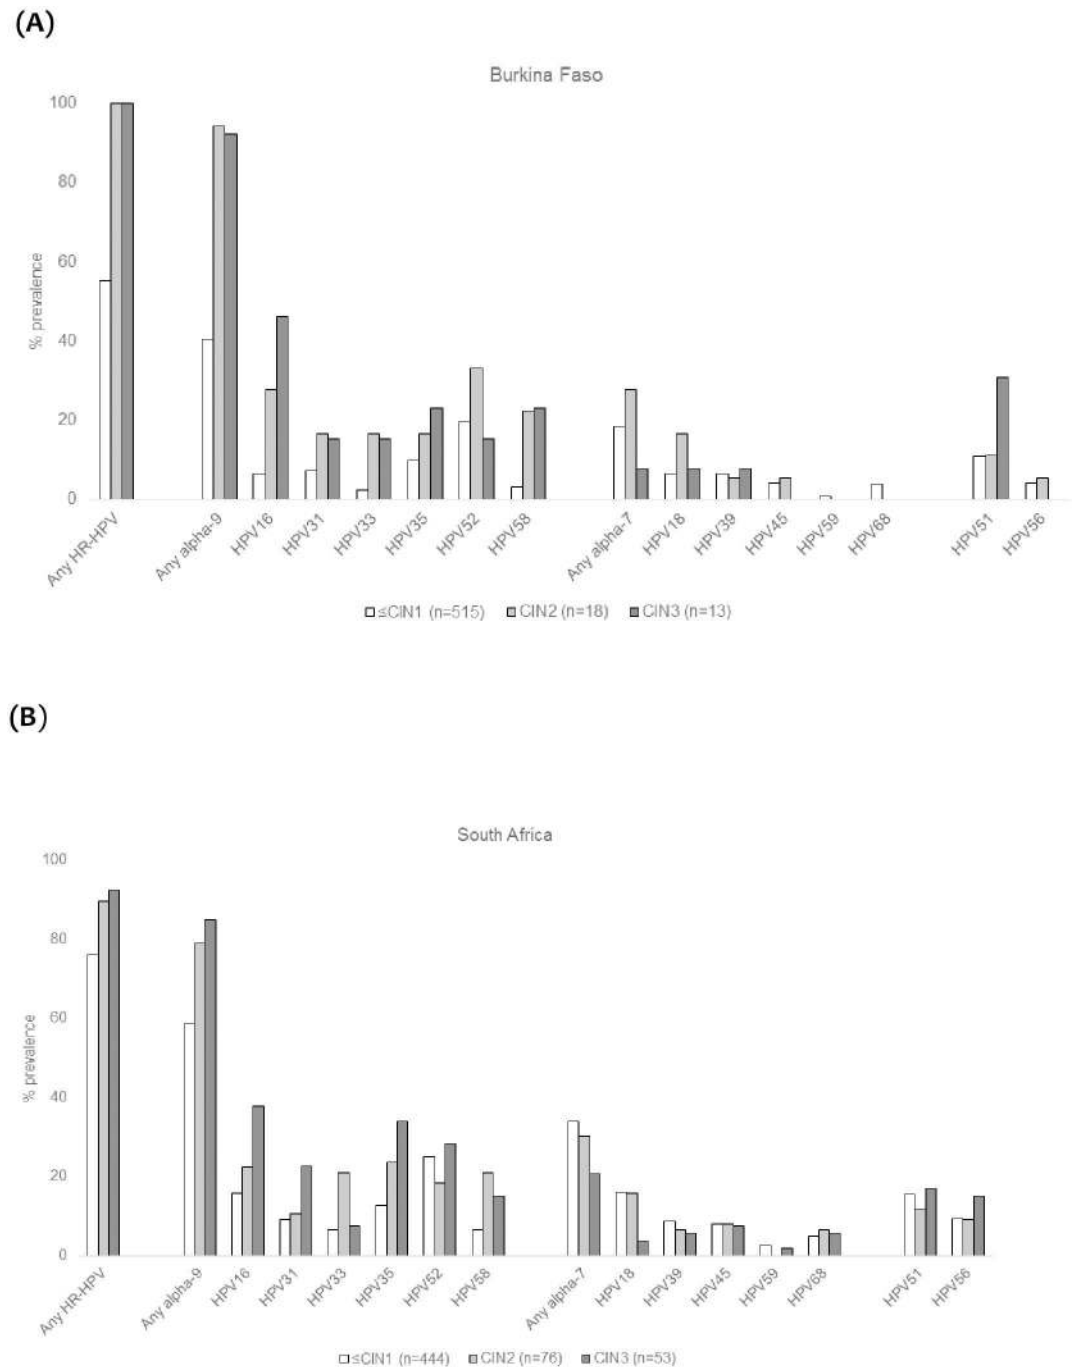 (A)
Burkina Faso
% prevalence
100
80
60
40
20
0
Any HR-HPV
Any alpha-9
HPV16
HPV31
HPV33
HPV35
HPV52
HPV58
Any alpha-7
HPV18
HPV39
HPV45
HPV59
HPV68
HPV51
HPV56
≤CIN1 (n=515) CIN2 (n=18) CIN3 (n=13)
(B)
South Africa
% prevalence
100
80
60
40
20
0
Any HR-HPV
Any alpha-9
HPV16
HPV31
HPV33
HPV35
HPV52
HPV58
Any alpha-7
HPV18
HPV39
HPV45
HPV59
HPV68
HPV51
HPV56
≤CIN1 (n=444) CIN2 (n=76) CIN3 (n=53)